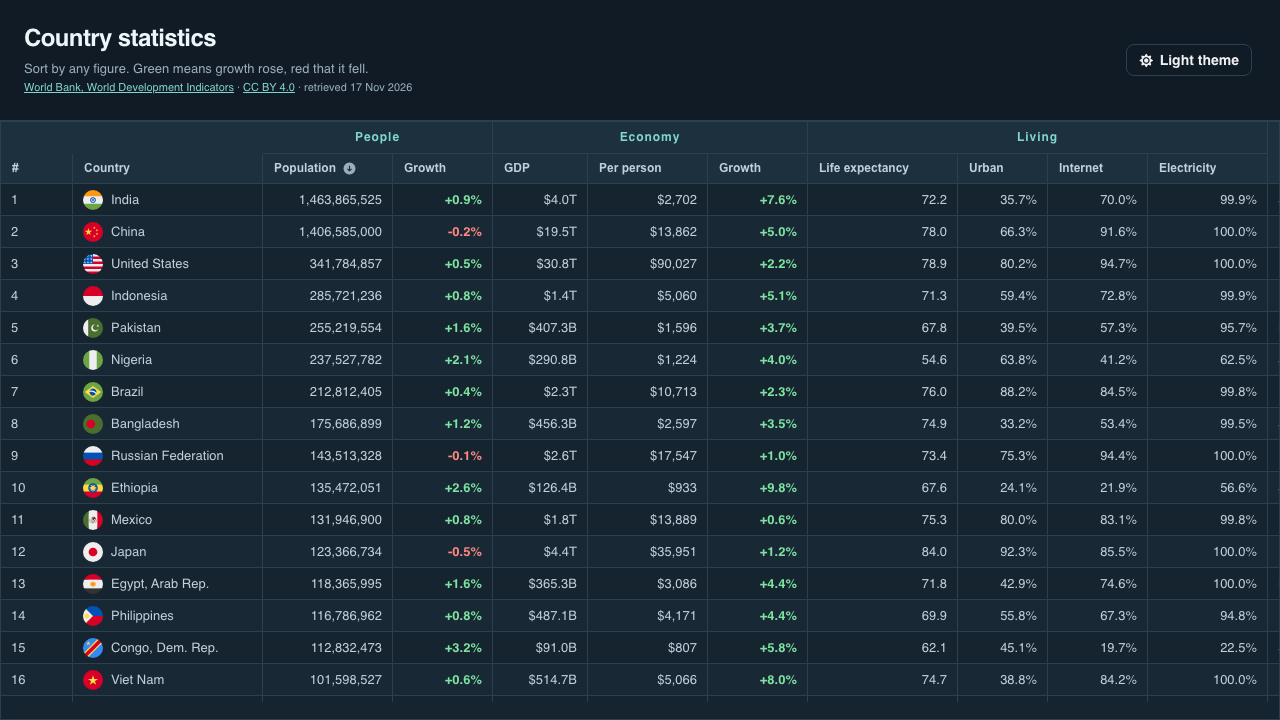 Country statistics
Sort by any figure. Green means growth rose, red that it fell.
World Bank, World Development Indicators · CC BY 4.0 · retrieved 17 Nov 2026
Light theme
People Economy Living
# Country Population Growth GDP Per person Growth Life expectancy Urban Internet Electricity
1 India 1,463,865,525 +0.9% $4.0T $2,702 +7.6% 72.2 35.7% 70.0% 99.9%
2 China 1,406,585,000 -0.2% $19.5T $13,862 +5.0% 78.0 66.3% 91.6% 100.0%
3 United States 341,784,857 +0.5% $30.8T $90,027 +2.2% 78.9 80.2% 94.7% 100.0%
4 Indonesia 285,721,236 +0.8% $1.4T $5,060 +5.1% 71.3 59.4% 72.8% 99.9%
5 Pakistan 255,219,554 +1.6% $407.3B $1,596 +3.7% 67.8 39.5% 57.3% 95.7%
6 Nigeria 237,527,782 +2.1% $290.8B $1,224 +4.0% 54.6 63.8% 41.2% 62.5%
7 Brazil 212,812,405 +0.4% $2.3T $10,713 +2.3% 76.0 88.2% 84.5% 99.8%
8 Bangladesh 175,686,899 +1.2% $456.3B $2,597 +3.5% 74.9 33.2% 53.4% 99.5%
9 Russian Federation 143,513,328 -0.1% $2.6T $17,547 +1.0% 73.4 75.3% 94.4% 100.0%
10 Ethiopia 135,472,051 +2.6% $126.4B $933 +9.8% 67.6 24.1% 21.9% 56.6%
11 Mexico 131,946,900 +0.8% $1.8T $13,889 +0.6% 75.3 80.0% 83.1% 99.8%
12 Japan 123,366,734 -0.5% $4.4T $35,951 +1.2% 84.0 92.3% 85.5% 100.0%
13 Egypt, Arab Rep. 118,365,995 +1.6% $365.3B $3,086 +4.4% 71.8 42.9% 74.6% 100.0%
14 Philippines 116,786,962 +0.8% $487.1B $4,171 +4.4% 69.9 55.8% 67.3% 94.8%
15 Congo, Dem. Rep. 112,832,473 +3.2% $91.0B $807 +5.8% 62.1 45.1% 19.7% 22.5%
16 Viet Nam 101,598,527 +0.6% $514.7B $5,066 +8.0% 74.7 38.8% 84.2% 100.0%